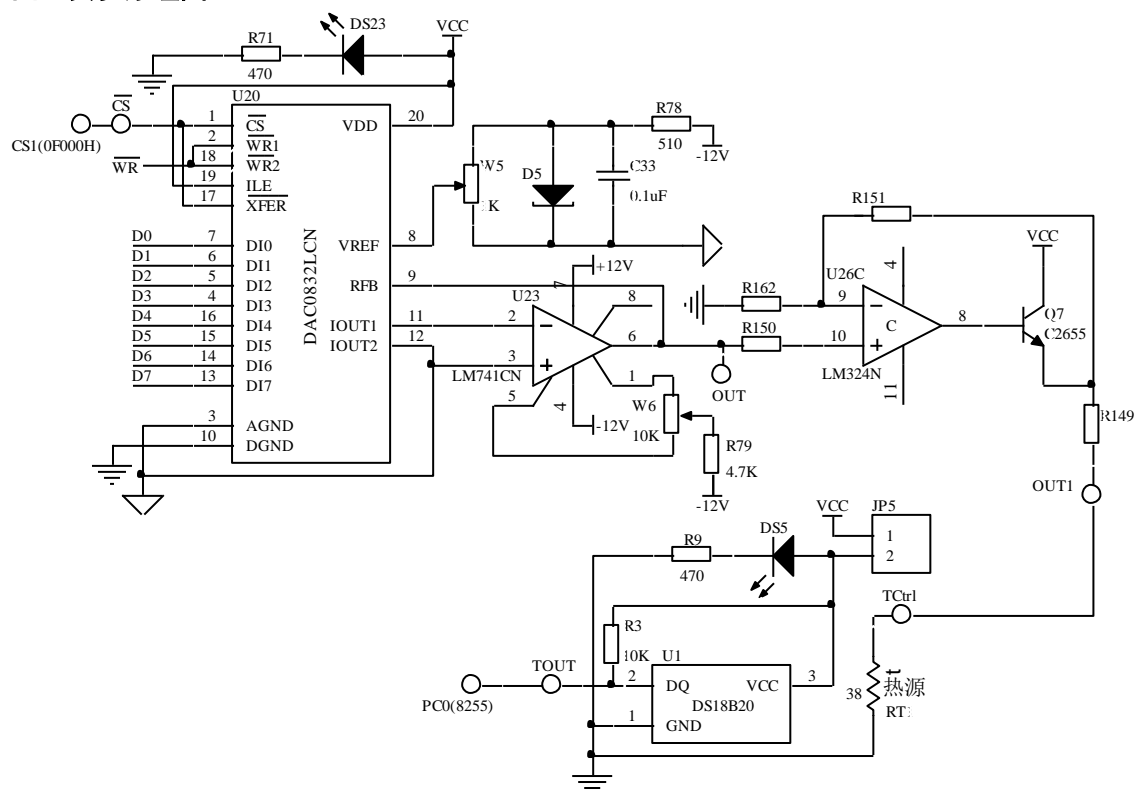 DS23
VCC
R71
470
U20
CS
CS1(0F000H)
WR
1 CS
2 WR1
18 WR2
19 ILE
17 XFER
D0 7 DI0
D1 6 DI1
D2 5 DI2
D3 4 DI3
D4 16 DI4
D5 15 DI5
D6 14 DI6
D7 13 DI7
3 AGND
10 DGND
DAC0832LCN
VDD 20
VREF 8
RFB 9
IOUT1 11
IOUT2 12
R78
510
-12V
W5
D5
C33
0.1uF
+12V
U23
7
8
2
3
6
1
5
4
LM741CN
-12V
W6
10K
R79
4.7K
-12V
OUT
R162
R150
R151
U26C
4
9
10
C
8
11
LM324N
VCC
Q7
C2655
R149
OUT1
VCC
JP5
1
2
DS5
R9
470
TCtrl
R3
10K
U1
TOUT
PC0(8255)
2 DQ
VCC 3
DS18B20
1 GND
38
t
热源